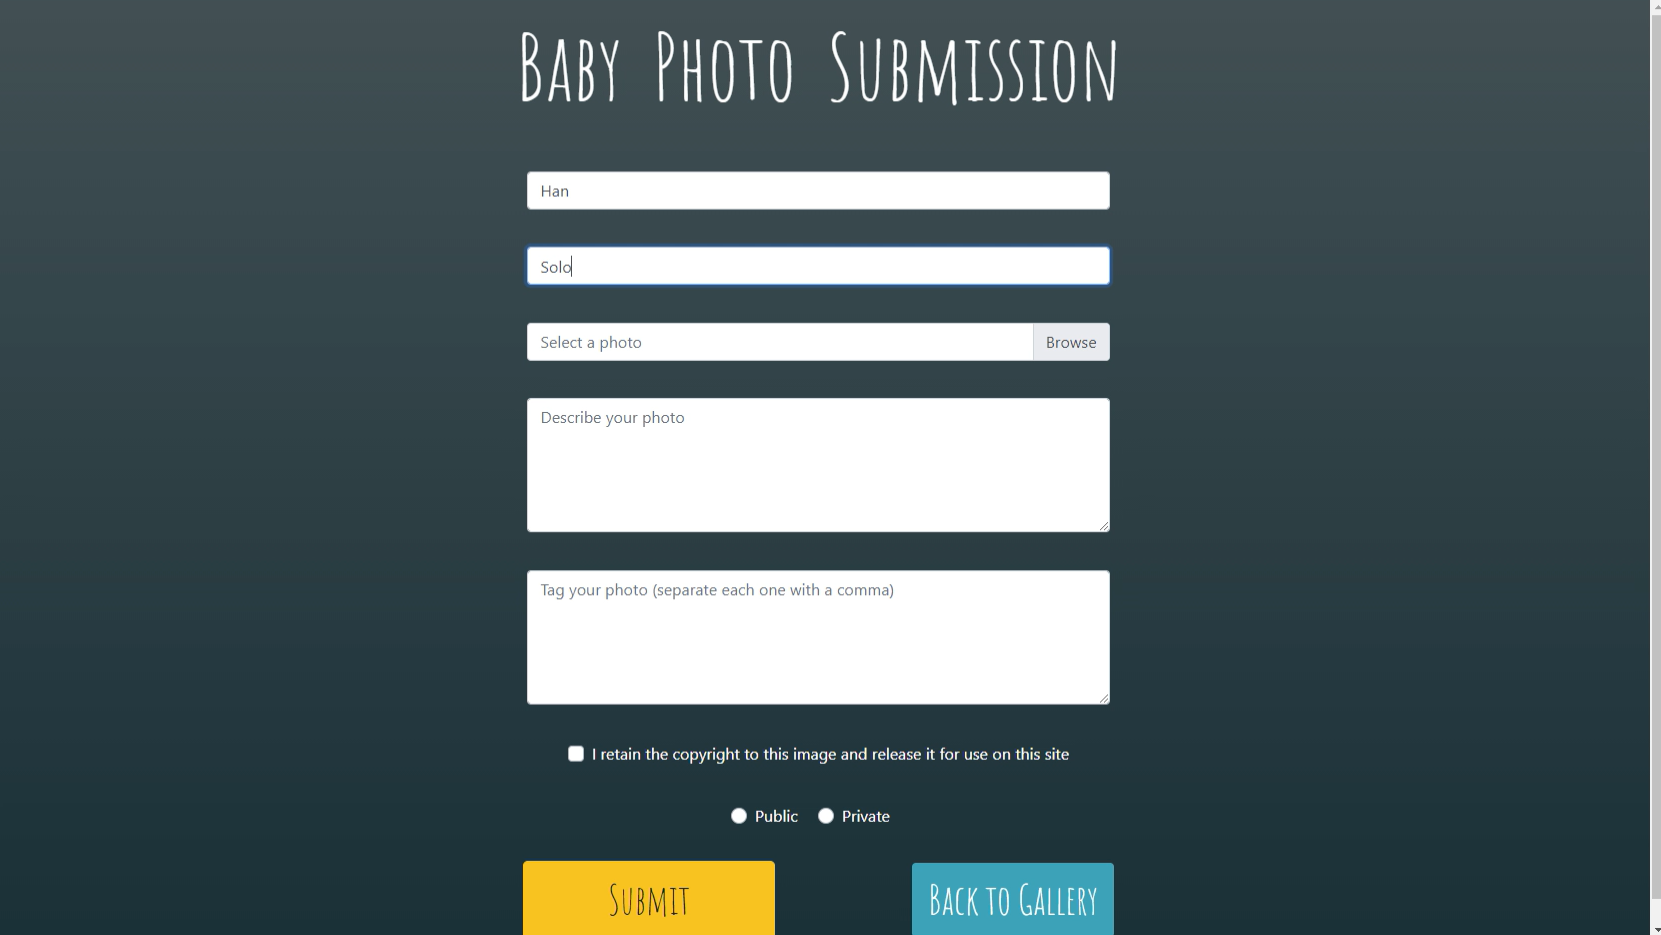 Baby Photo Submission
Han
Solo
Select a photo Browse
Describe your photo
Tag your photo (separate each one with a comma)
I retain the copyright to this image and release it for use on this site
Public Private
Submit Back to Gallery